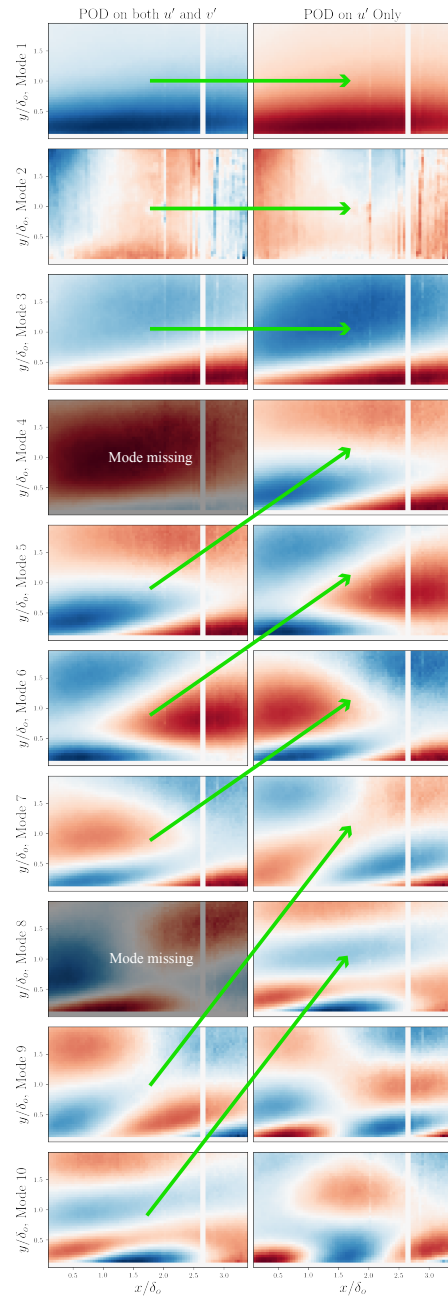 POD on both u′ and v′
POD on u′ Only
y/δₒ, Mode 1
1.5
1.0
0.5
y/δₒ, Mode 2
1.5
1.0
0.5
y/δₒ, Mode 3
1.5
1.0
0.5
y/δₒ, Mode 4
1.5
1.0
0.5
Mode missing
y/δₒ, Mode 5
1.5
1.0
0.5
y/δₒ, Mode 6
1.5
1.0
0.5
y/δₒ, Mode 7
1.5
1.0
0.5
y/δₒ, Mode 8
1.5
1.0
0.5
Mode missing
y/δₒ, Mode 9
1.5
1.0
0.5
y/δₒ, Mode 10
1.5
1.0
0.5
0.5 1.0 1.5 2.0 2.5 3.0
0.5 1.0 1.5 2.0 2.5 3.0
x/δₒ
x/δₒ